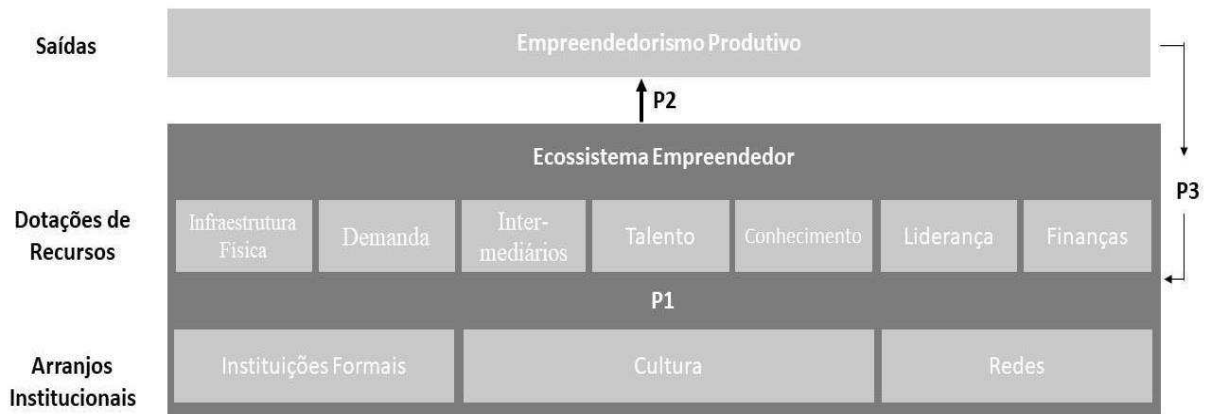 Saídas
Empreendedorismo Produtivo
P2
Ecossistema Empreendedor
P3
Dotações de
Recursos
Infraestrutura
Física
Demanda
Inter-
mediários
Talento
Conhecimento
Liderança
Finanças
P1
Arranjos
Institucionais
Instituições Formais
Cultura
Redes